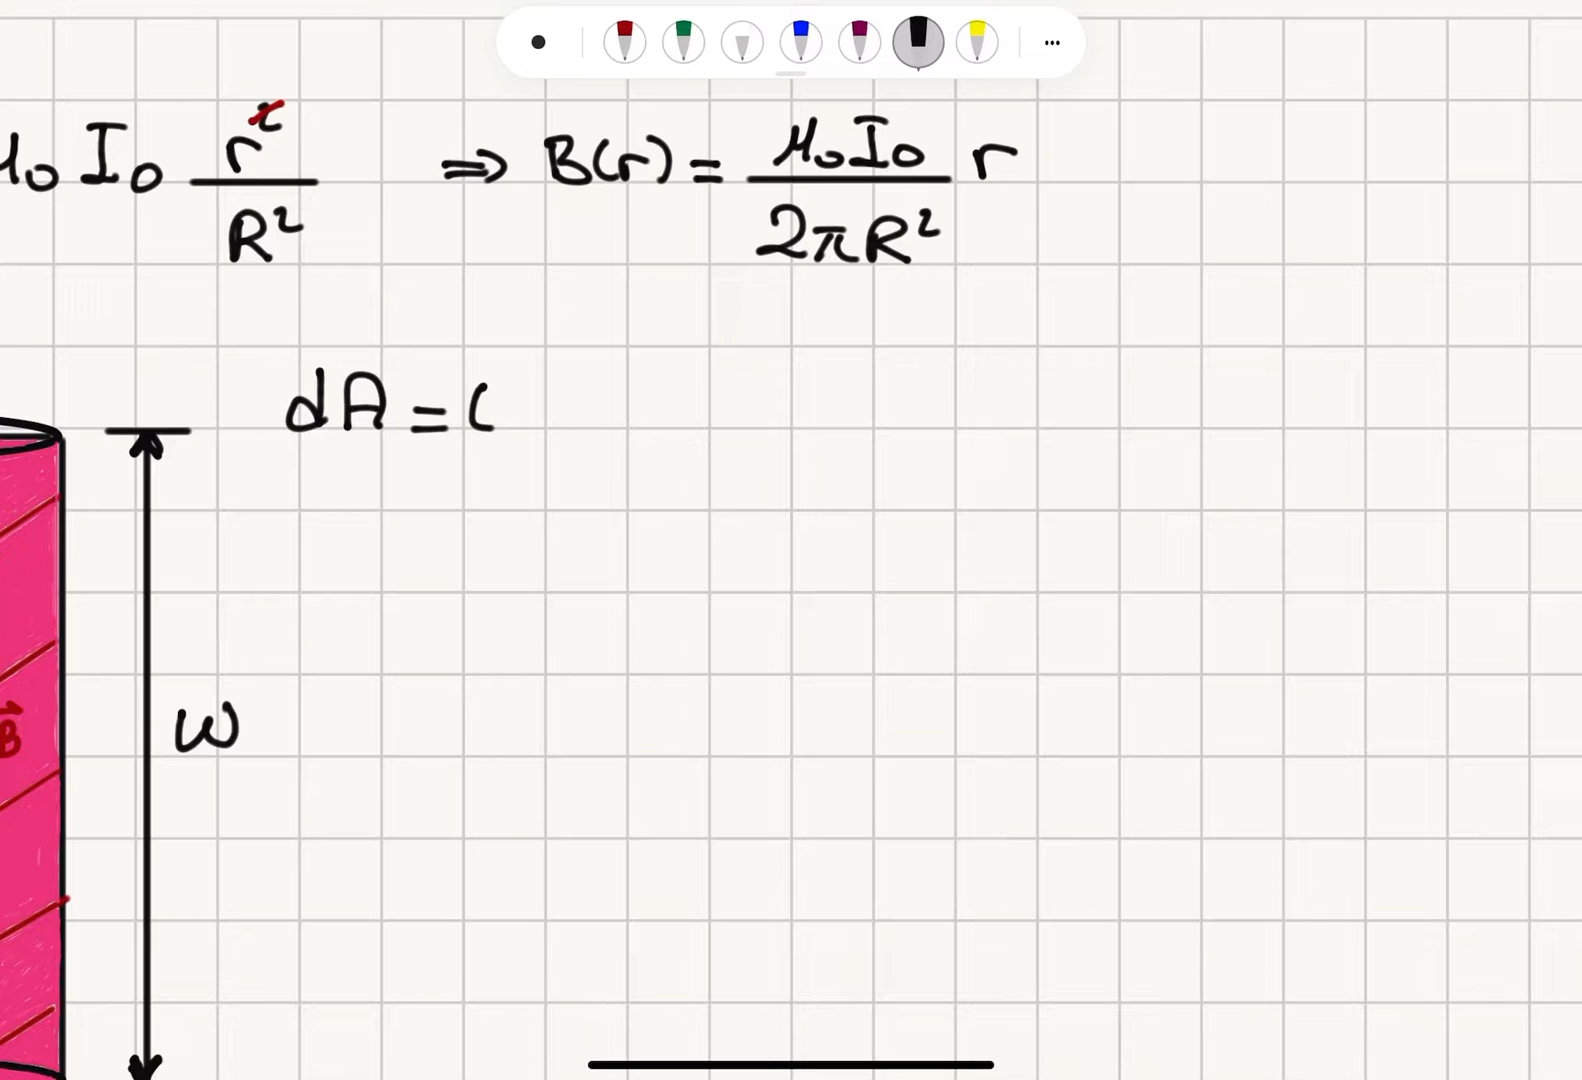 μ₀ I₀ r² / R² ⇒ B(r) = μ₀I₀ / 2πR² r
dA = (
w
B⃗